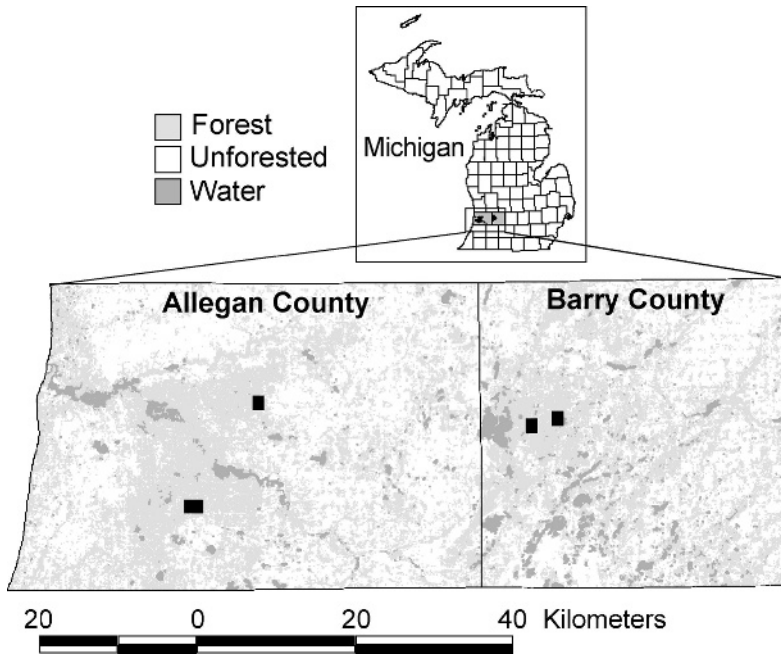 Forest
Unforested
Water
Michigan
Allegan County
Barry County
20 0 20 40 Kilometers